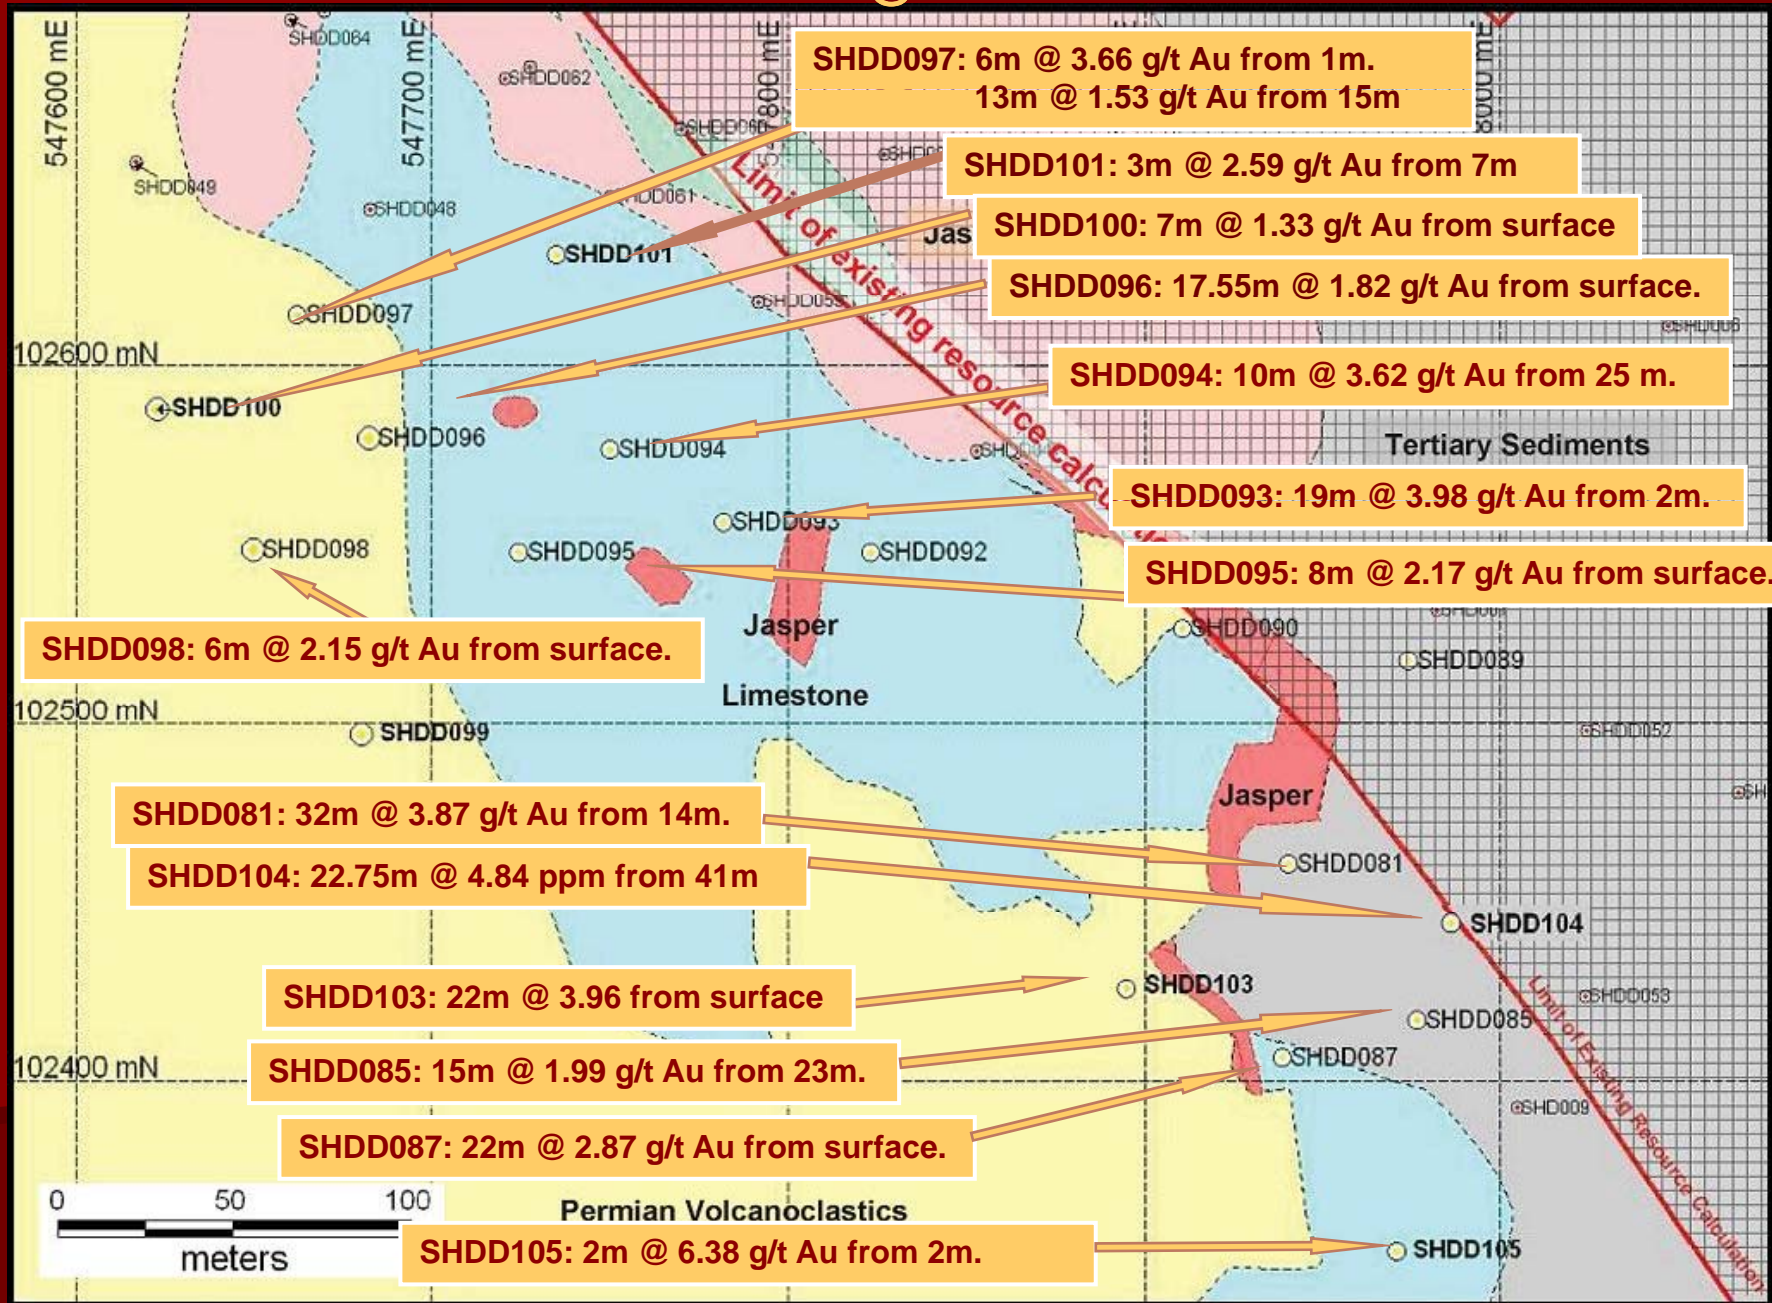 547600 mE
547700 mE
SHDD064
SHDD062
SHDD060
SHDD049
SHDD048
SHDD061
SHDD097: 6m @ 3.66 g/t Au from 1m.
13m @ 1.53 g/t Au from 15m
SHDD101: 3m @ 2.59 g/t Au from 7m
SHDD100: 7m @ 1.33 g/t Au from surface
SHDD096: 17.55m @ 1.82 g/t Au from surface.
SHDD094: 10m @ 3.62 g/t Au from 25 m.
SHDD093: 19m @ 3.98 g/t Au from 2m.
SHDD095: 8m @ 2.17 g/t Au from surface.
Limit of existing resource calcu
SHDD101
SHDD097
SHDD059
102600 mN
SHDD100
SHDD096
SHDD094
Tertiary Sediments
SHDD093
SHDD098
SHDD095
SHDD092
Jasper
SHDD090
SHDD089
SHDD098: 6m @ 2.15 g/t Au from surface.
Limestone
102500 mN
SHDD099
SHDD052
Jasper
SHDD081: 32m @ 3.87 g/t Au from 14m.
SHDD081
SHDD104: 22.75m @ 4.84 ppm from 41m
SHDD104
SHDD103: 22m @ 3.96 from surface
SHDD103
SHDD053
SHDD085
SHDD085: 15m @ 1.99 g/t Au from 23m.
SHDD087
102400 mN
SHD009
SHDD087: 22m @ 2.87 g/t Au from surface.
Limit of Existing Resource Calculation
0 50 100
meters
Permian Volcanoclastics
SHDD105: 2m @ 6.38 g/t Au from 2m.
SHDD105